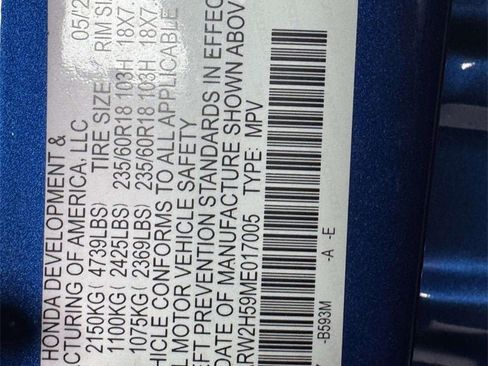 HONDA DEVELOPMENT & 05/2
CTURING OF AMERICA, LLC
2150KG( 4739LBS) TIRE SIZE RIM SI
1100KG( 2425LBS) 235/60R18 103H 18X7.
1075KG( 2369LBS) 235/60R18 103H 18X7.
HICLE CONFORMS TO ALL APPLICABLE
L MOTOR VEHICLE SAFETY
EFT PREVENTION STANDARDS IN EFFEC
DATE OF MANUFACTURE SHOWN ABOV
RW2H59ME017005 TYPE: MPV
-B593M -A -E